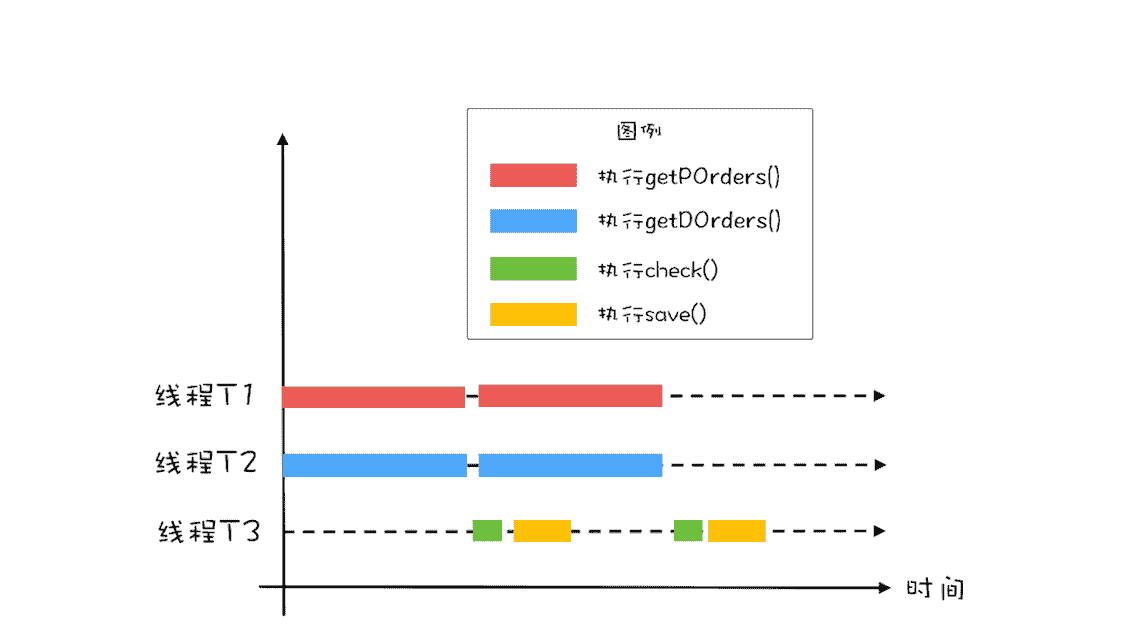 图例
执行getPOrders()
执行getDOrders()
执行check()
执行save()
线程T1
线程T2
线程T3
时间